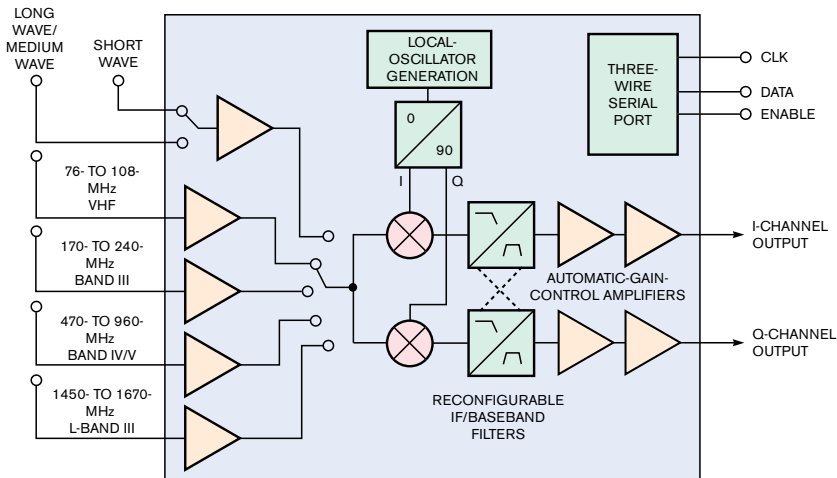 LONG
WAVE/
MEDIUM
WAVE
SHORT
WAVE
76- TO 108-
MHz
VHF
170- TO 240-
MHz
BAND III
470- TO 960-
MHz
BAND IV/V
1450- TO 1670-
MHz
L-BAND III
LOCAL-
OSCILLATOR
GENERATION
0
90
I
Q
THREE-
WIRE
SERIAL
PORT
CLK
DATA
ENABLE
I-CHANNEL
OUTPUT
AUTOMATIC-GAIN-
CONTROL AMPLIFIERS
Q-CHANNEL
OUTPUT
RECONFIGURABLE
IF/BASEBAND
FILTERS